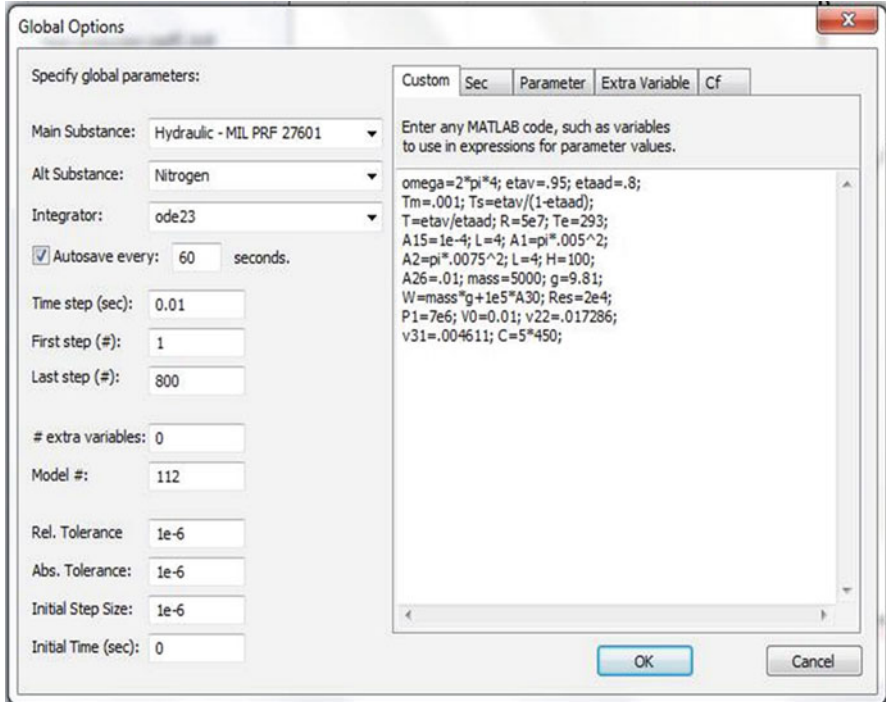 Global Options
Specify global parameters:
Main Substance: Hydraulic - MIL PRF 27601
Alt Substance: Nitrogen
Integrator: ode23
Autosave every: 60 seconds.
Time step (sec): 0.01
First step (#): 1
Last step (#): 800
# extra variables: 0
Model #: 112
Rel. Tolerance 1e-6
Abs. Tolerance: 1e-6
Initial Step Size: 1e-6
Initial Time (sec): 0
Custom Sec Parameter Extra Variable Cf
Enter any MATLAB code, such as variables
to use in expressions for parameter values.
omega=2*pi*4; etav=.95; etaad=.8;
Tm=.001; Ts=etav/(1-etaad);
T=etav/etaad; R=5e7; Te=293;
A15=1e-4; L=4; A1=pi*.005^2;
A2=pi*.0075^2; L=4; H=100;
A26=.01; mass=5000; g=9.81;
W=mass*g+1e5*A30; Res=2e4;
P1=7e6; V0=0.01; v22=.017286;
v31=.004611; C=5*450;
OK Cancel